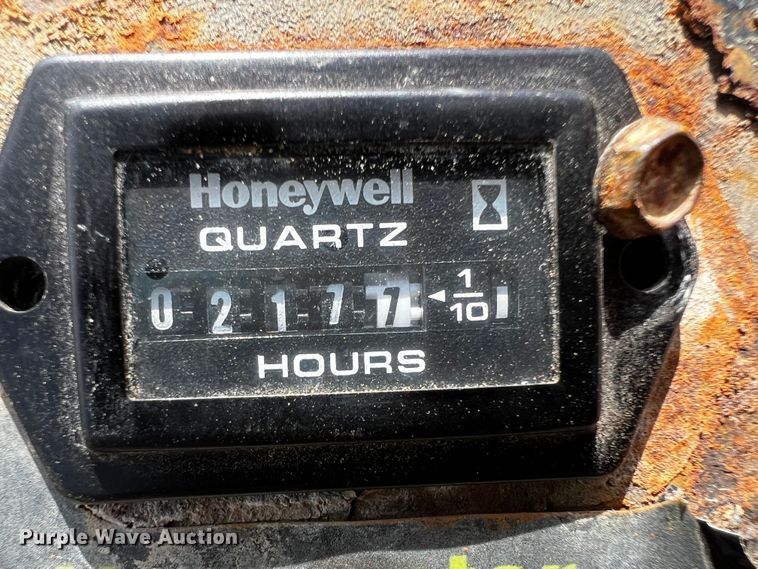 Honeywell
QUARTZ
0 2 1 7 7 1/10
HOURS
Purple Wave Auction